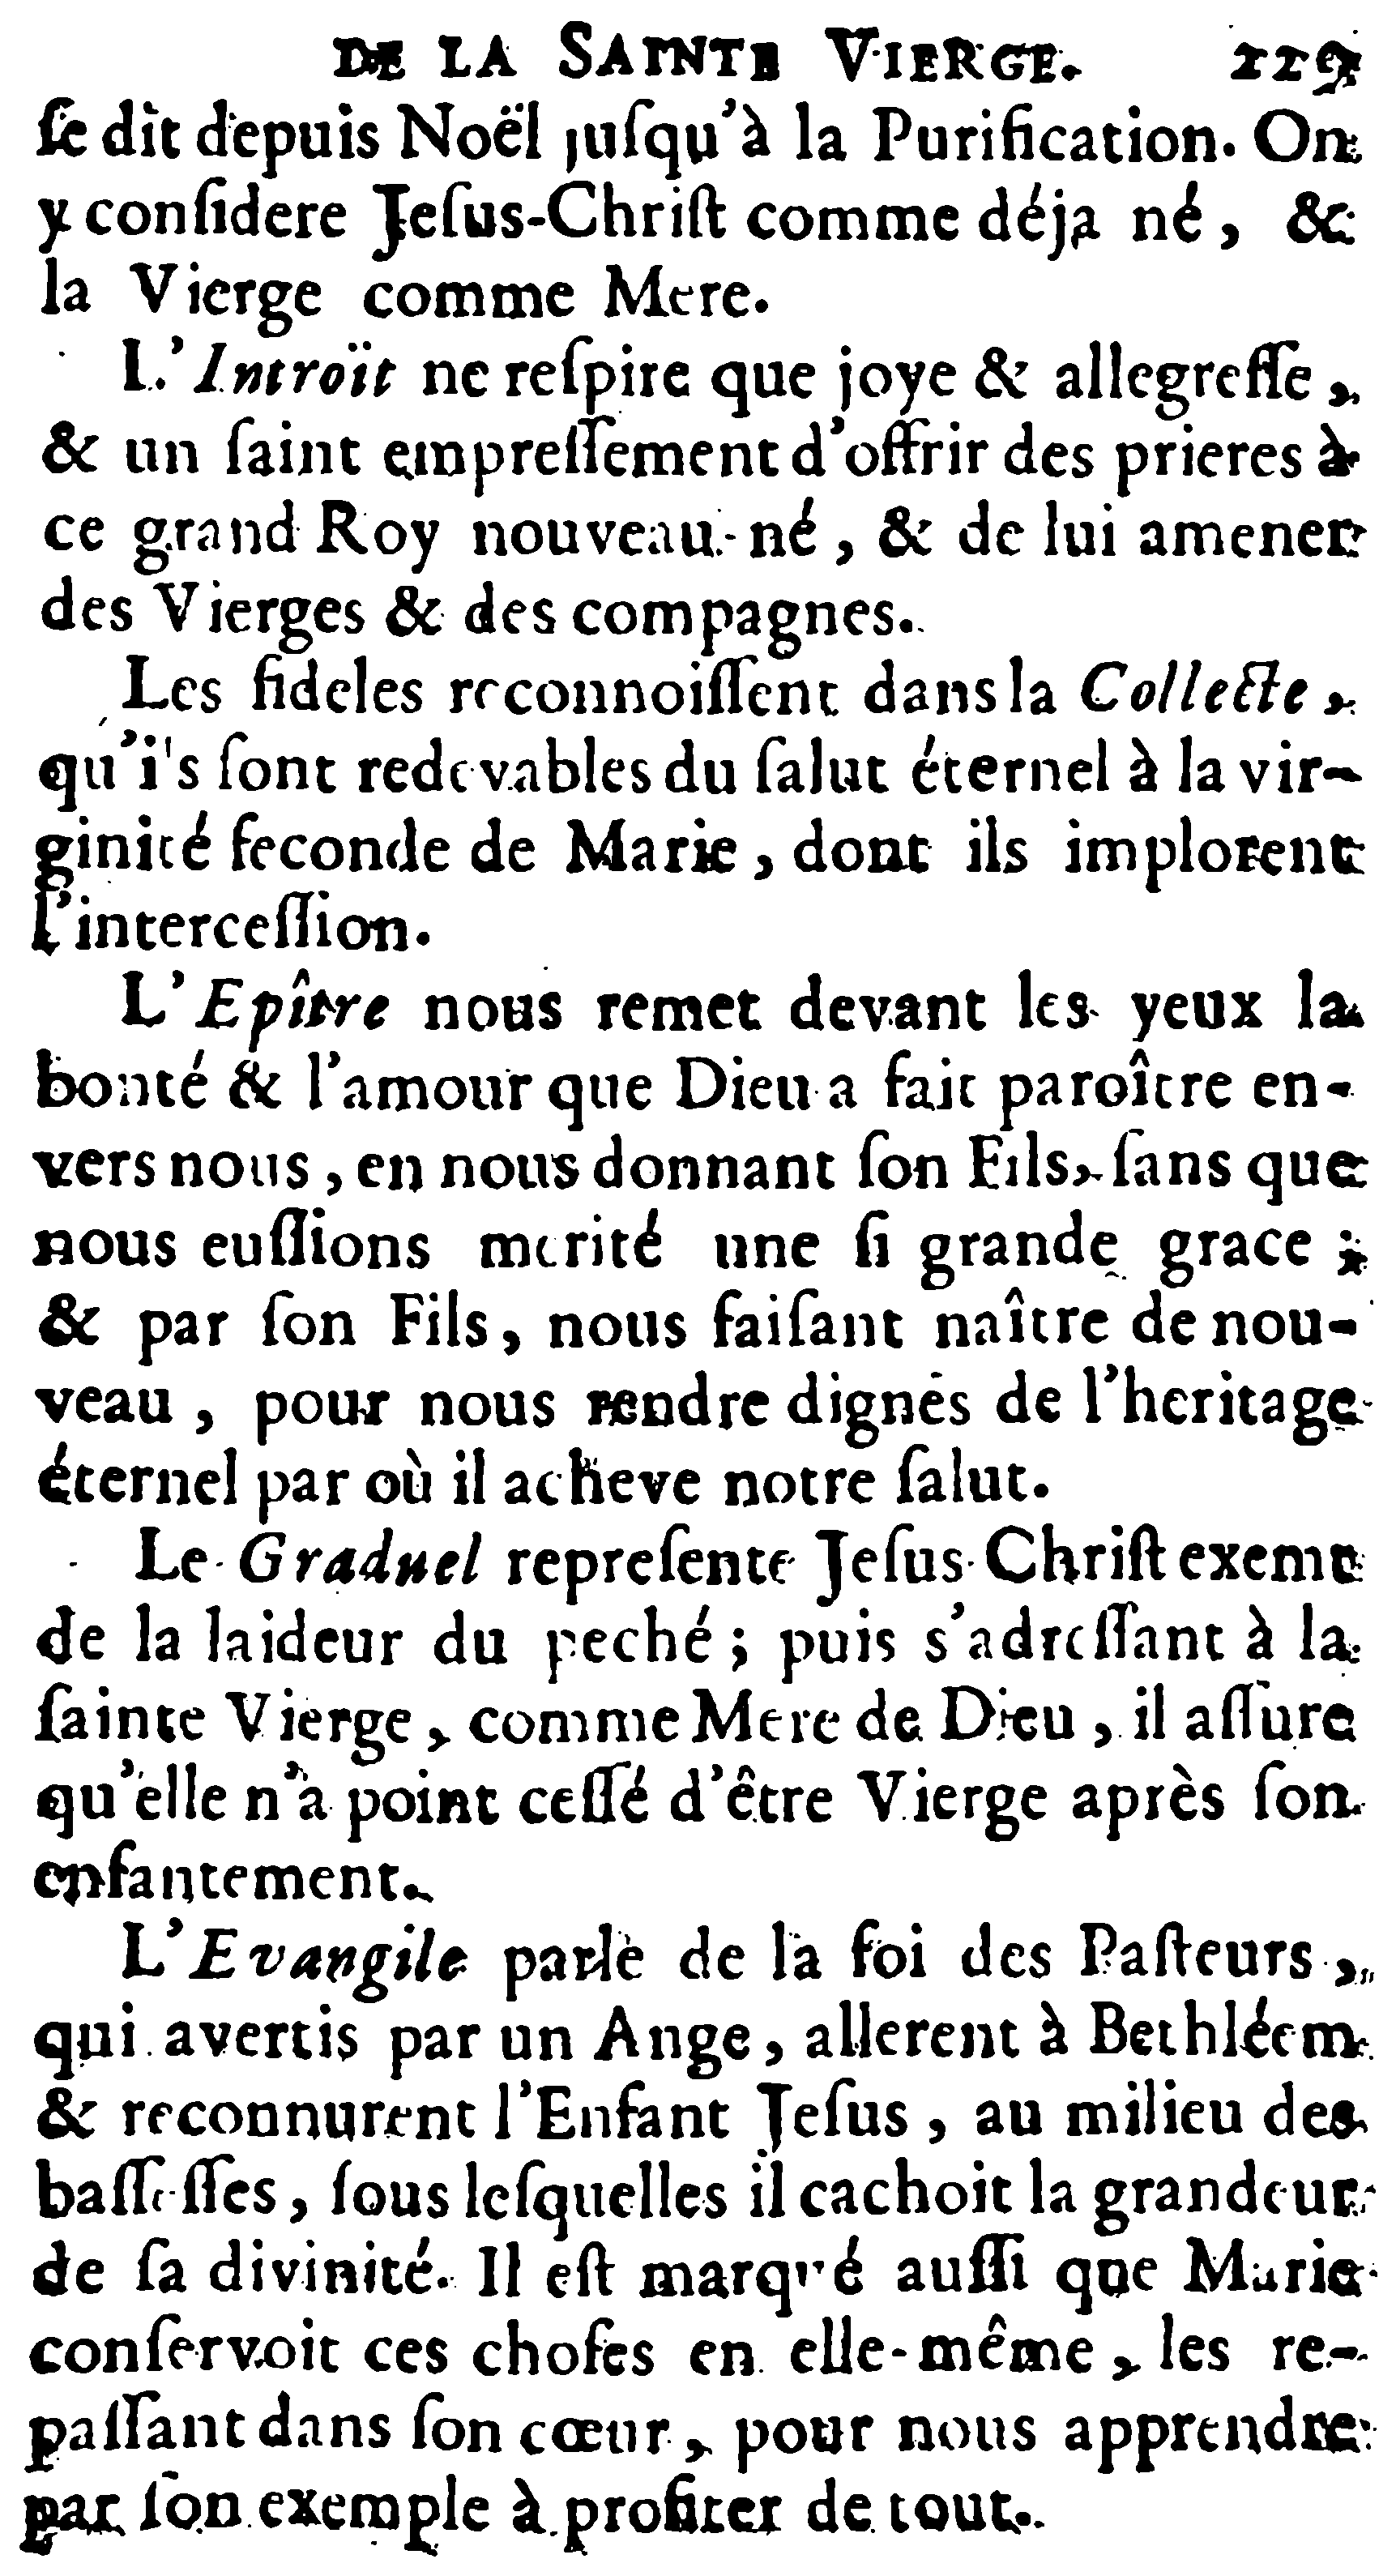 DE LA SAINTE VIERGE. 229
ſe dit depuis Noël juſqu'à la Purification. On
y conſidere Jeſus-Chriſt comme déja né, &
la Vierge comme Mere.
L'Introït ne reſpire que joye & allegreſſe,
& un ſaint empreſſement d'offrir des prieres à
ce grand Roy nouveau-né, & de lui amener
des Vierges & des compagnes.
Les fideles reconnoiſſent dans la Collecte,
qu'ils ſont redevables du ſalut éternel à la vir-
ginité feconde de Marie, dont ils implorent
l'interceſſion.
L'Epître nous remet devant les yeux la
bonté & l'amour que Dieu a fait paroître en-
vers nous, en nous donnant ſon Fils, ſans que
nous euſſions merité une ſi grande grace;
& par ſon Fils, nous faiſant naître de nou-
veau, pour nous rendre dignes de l'heritage
éternel par où il acheve notre ſalut.
Le Graduel repreſente Jeſus Chriſt exemt
de la laideur du peché; puis s'adreſſant à la
ſainte Vierge, comme Mere de Dieu, il aſſure
qu'elle n'a point ceſſé d'être Vierge après ſon
enfantement.
L'Evangile parle de la foi des Paſteurs,
qui avertis par un Ange, allerent à Bethléem
& reconnurent l'Enfant Jeſus, au milieu des
baſſeſſes, ſous leſquelles il cachoit la grandeur
de ſa divinité. Il eſt marqué auſſi que Marie
conſervoit ces choſes en elle-même, les re-
paſſant dans ſon cœur, pour nous apprendre
par ſon exemple à profiter de tout.